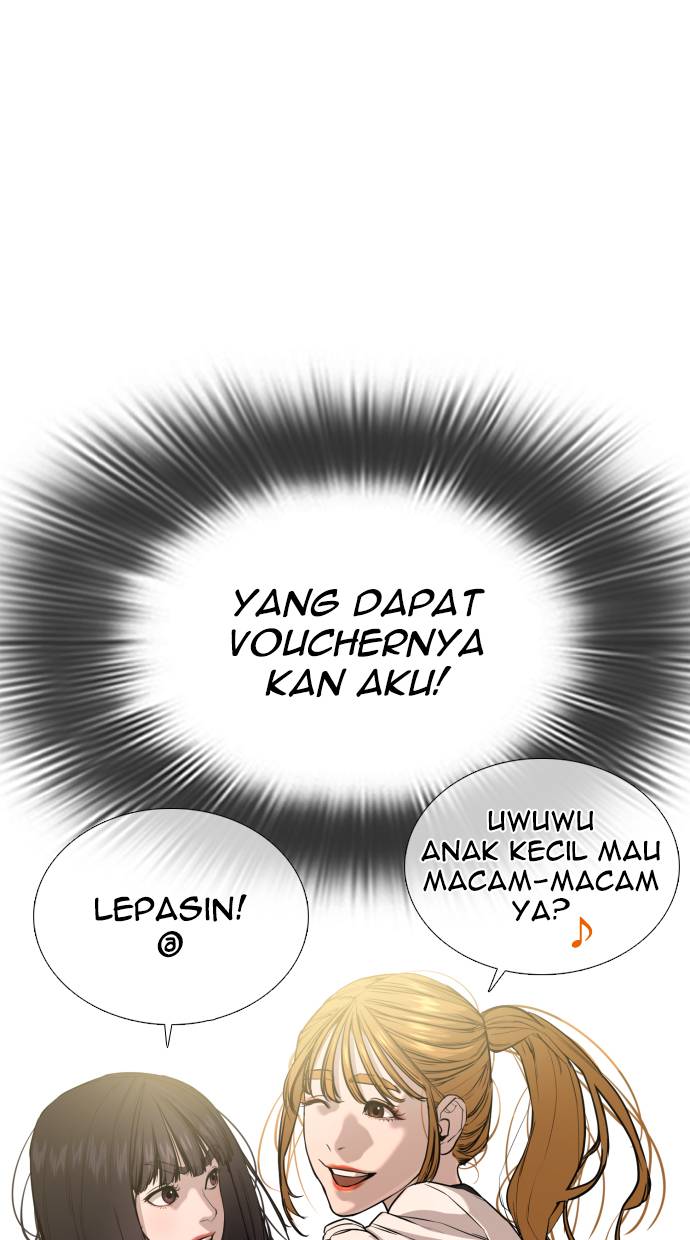 YANG DAPAT
VOUCHERNYA
KAN AKU!
UWUWU
ANAK KECIL MAU
MACAM-MACAM
YA?
LEPASIN!
@